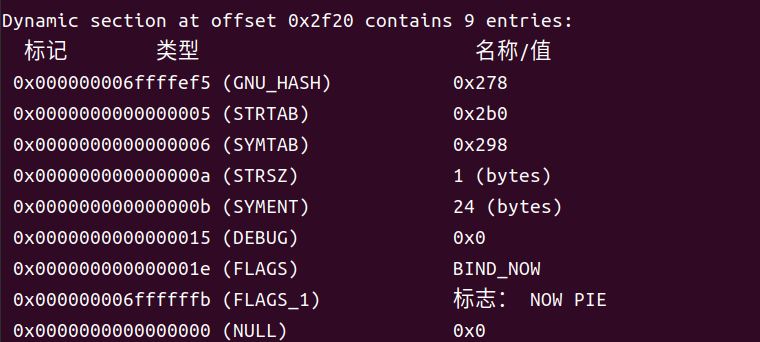 Dynamic section at offset 0x2f20 contains 9 entries:
标记 类型 名称/值
0x000000006ffffef5 (GNU_HASH) 0x278
0x0000000000000005 (STRTAB) 0x2b0
0x0000000000000006 (SYMTAB) 0x298
0x000000000000000a (STRSZ) 1 (bytes)
0x000000000000000b (SYMENT) 24 (bytes)
0x0000000000000015 (DEBUG) 0x0
0x000000000000001e (FLAGS) BIND_NOW
0x000000006ffffffb (FLAGS_1) 标志： NOW PIE
0x0000000000000000 (NULL) 0x0